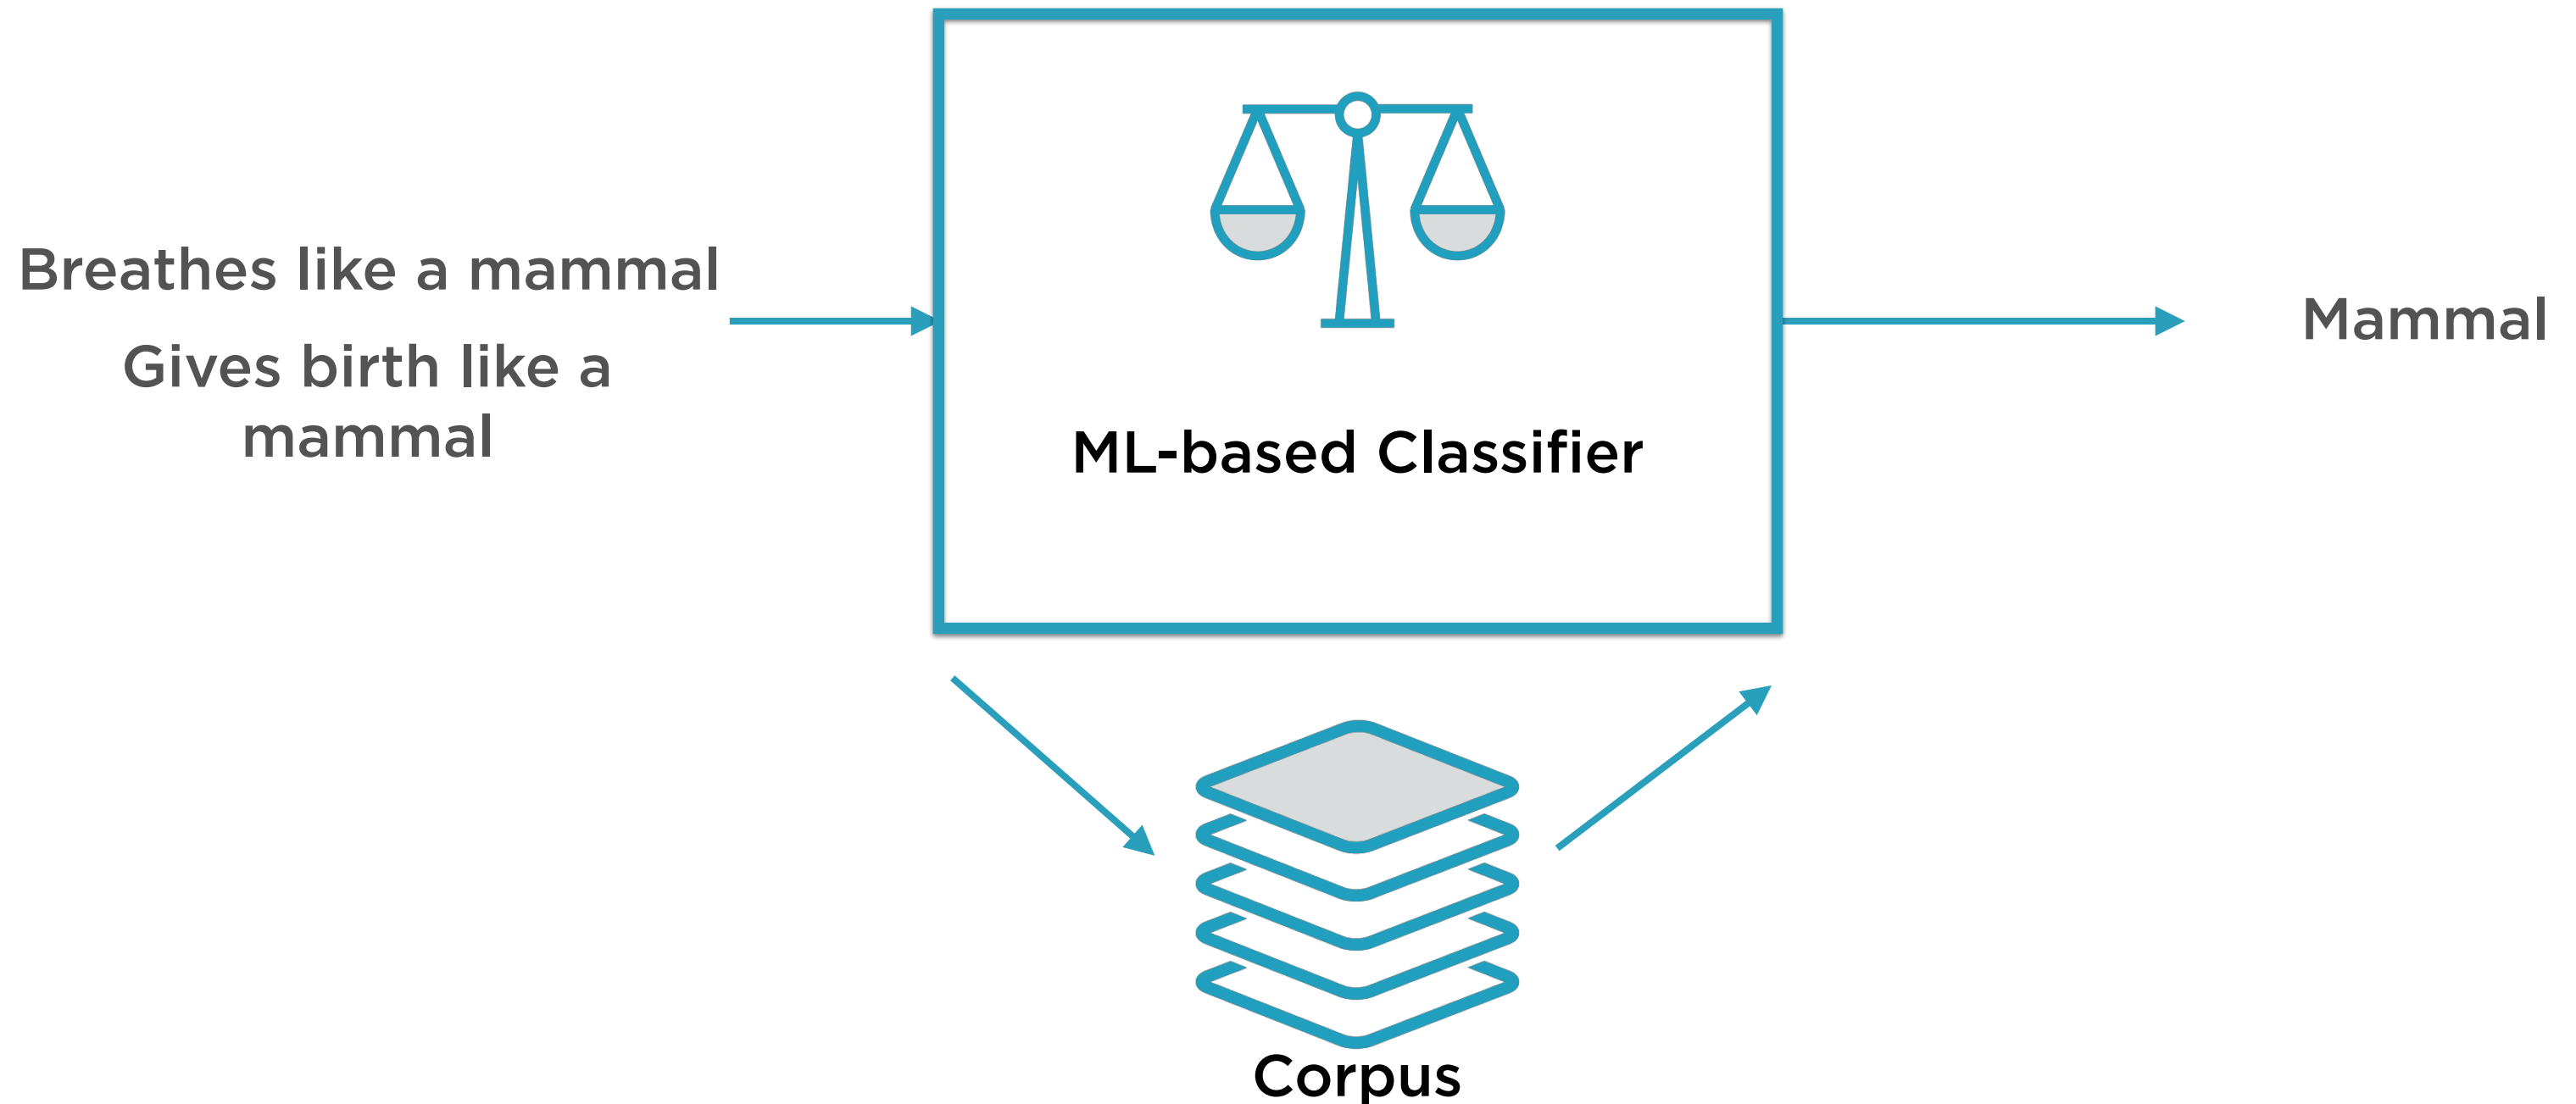 Breathes like a mammal
Gives birth like a
mammal
ML-based Classifier
Mammal
Corpus